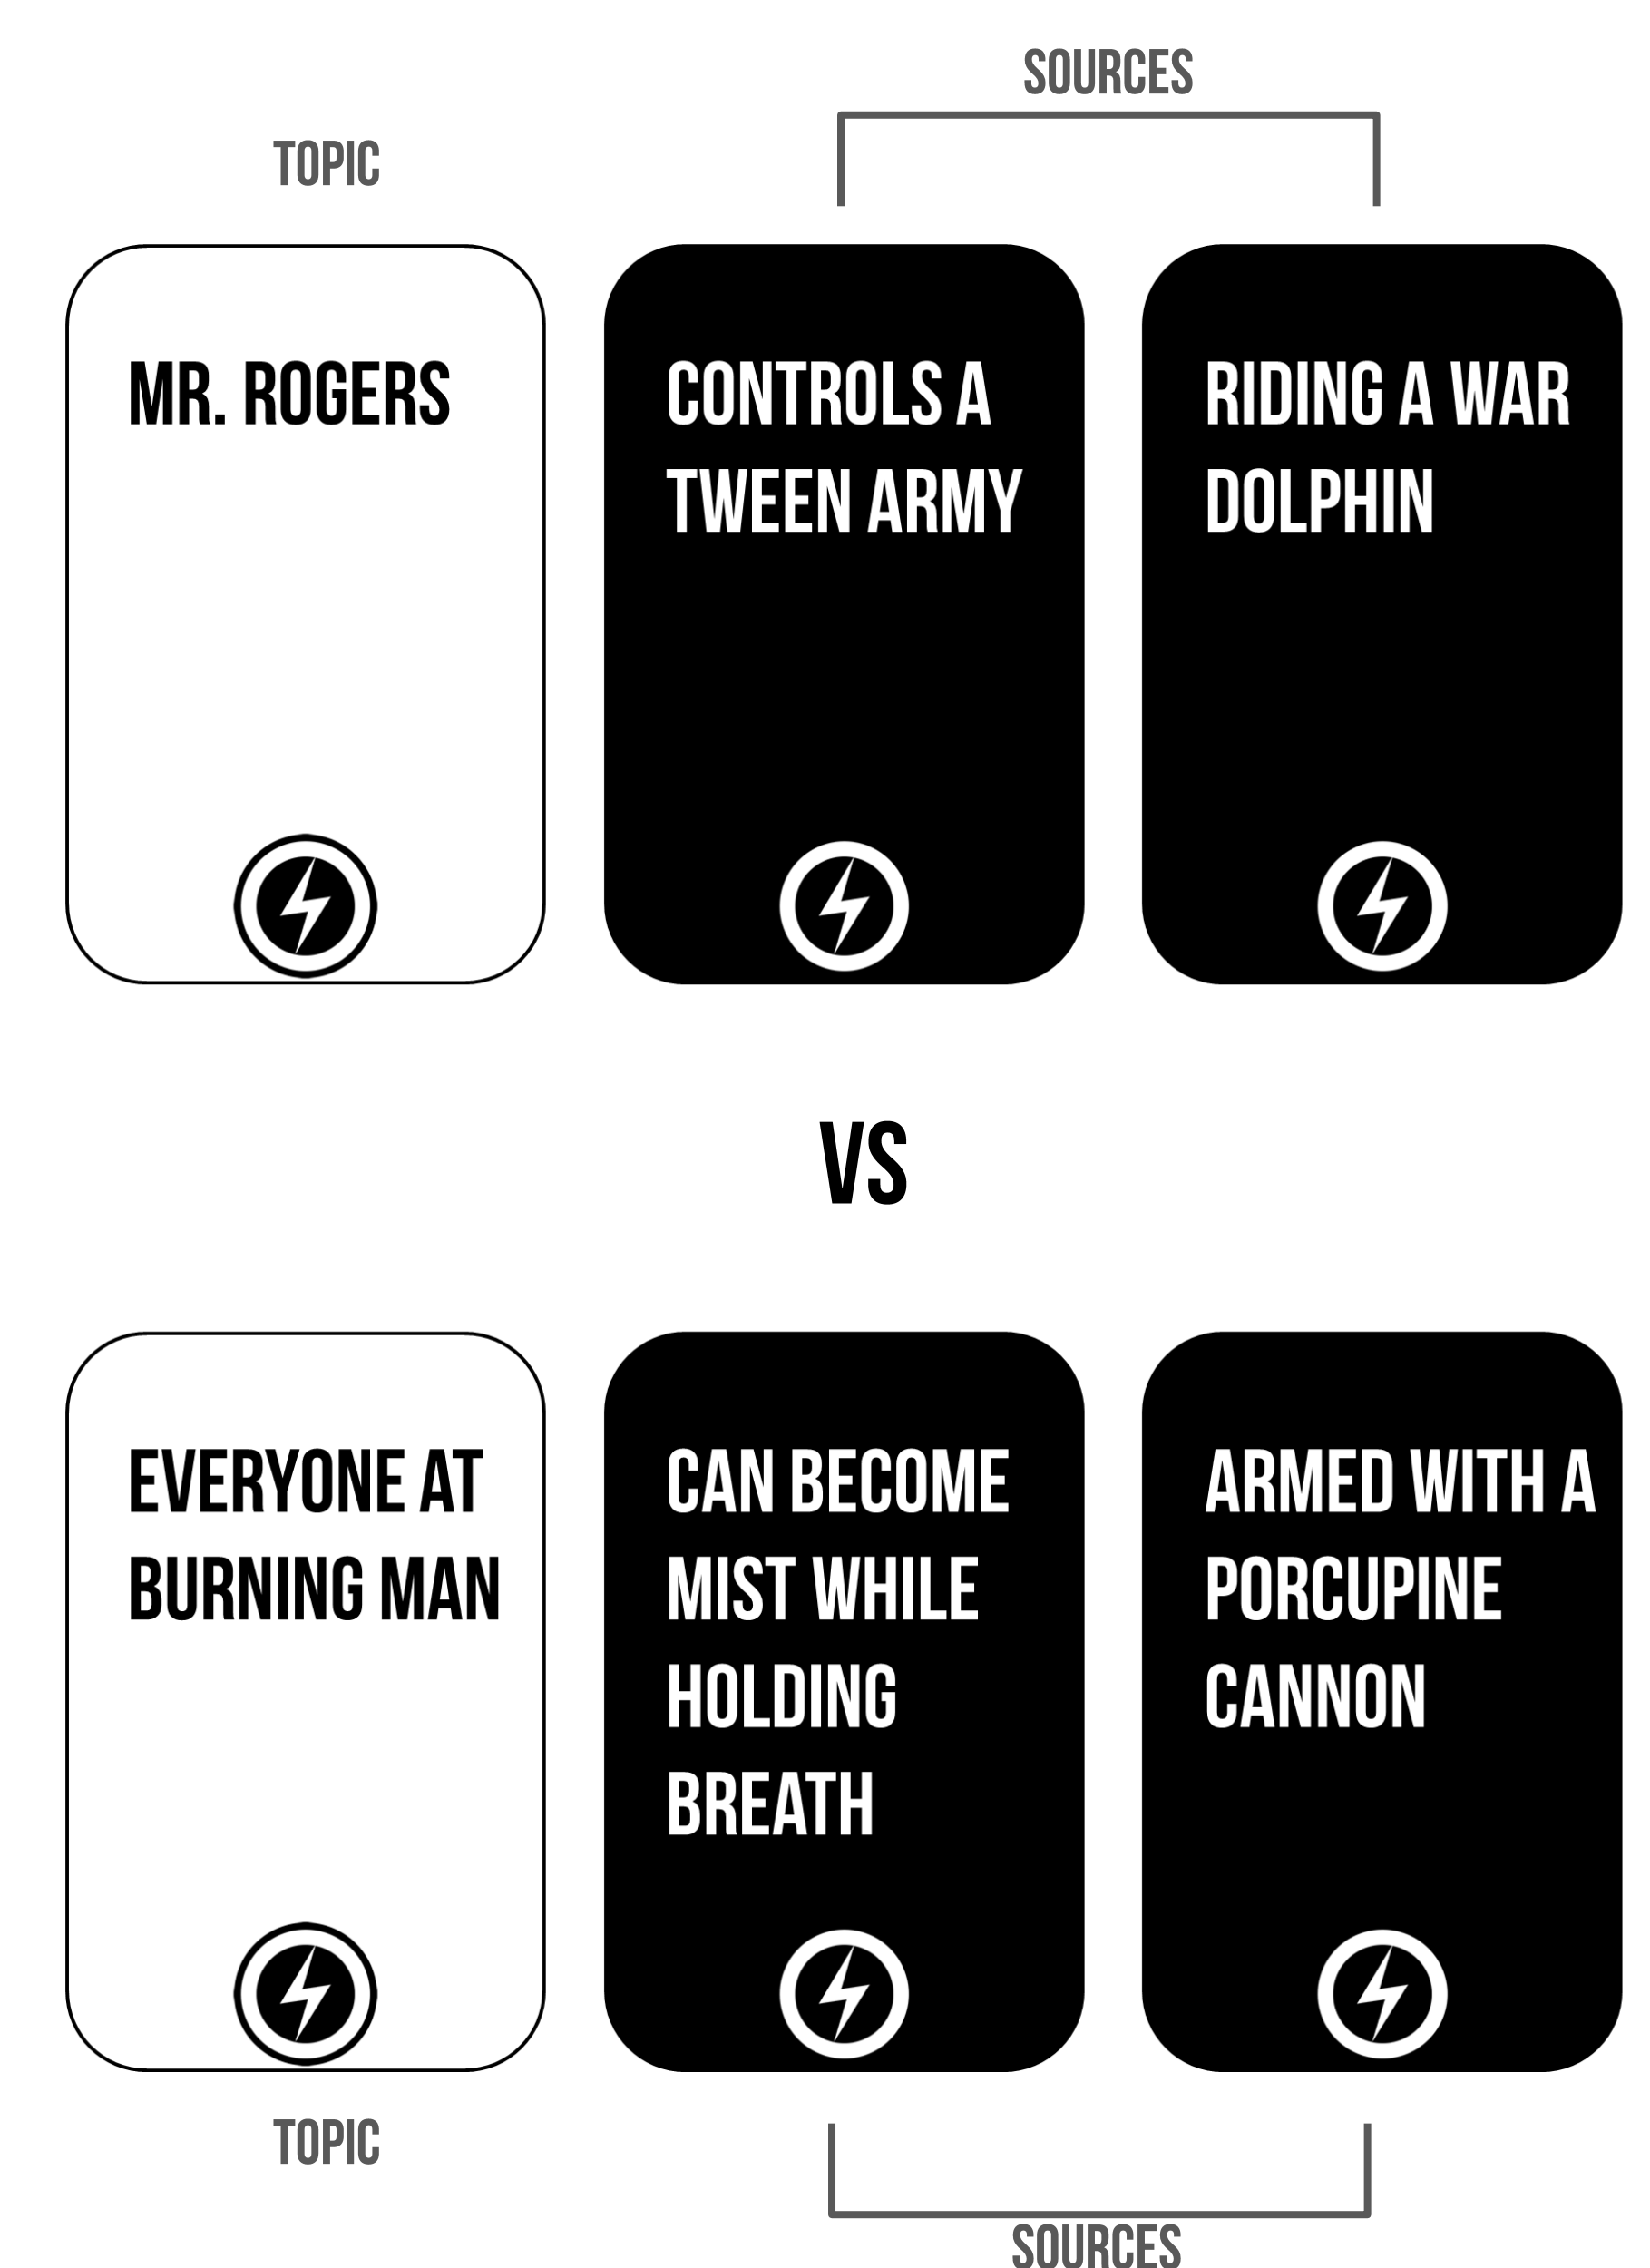 SOURCES
TOPIC
MR. ROGERS
CONTROLS A
TWEEN ARMY
RIDING A WAR
DOLPHIN
VS
EVERYONE AT
BURNING MAN
CAN BECOME
MIST WHILE
HOLDING
BREATH
ARMED WITH A
PORCUPINE
CANNON
TOPIC
SOURCES